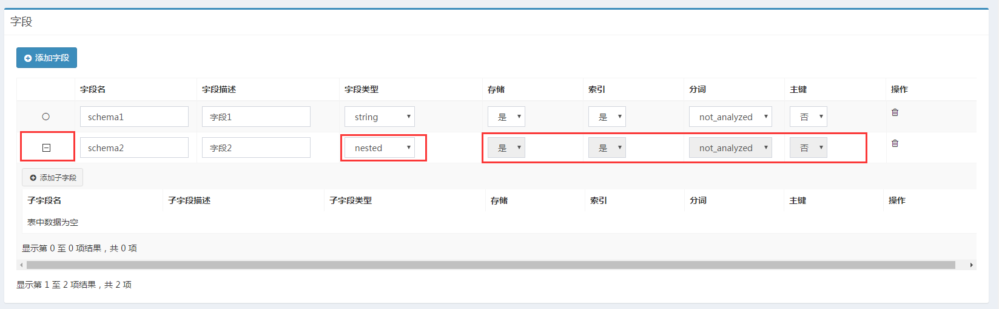 字段
添加字段
字段名 字段描述 字段类型 存储 索引 分词 主键 操作
schema1 字段1 string 是 是 not_analyzed 否
schema2 字段2 nested 是 是 not_analyzed 否
添加子字段
子字段名 子字段描述 子字段类型 存储 索引 分词 主键 操作
表中数据为空
显示第 0 至 0 项结果，共 0 项
显示第 1 至 2 项结果，共 2 项